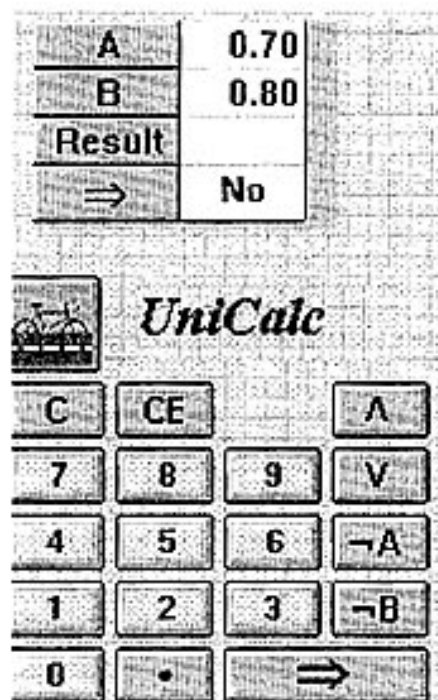 A 0.70
B 0.80
Result
⇒ No
UniCalc
C CE Λ
7 8 9 V
4 5 6 ¬A
1 2 3 ¬B
0 • ⇒